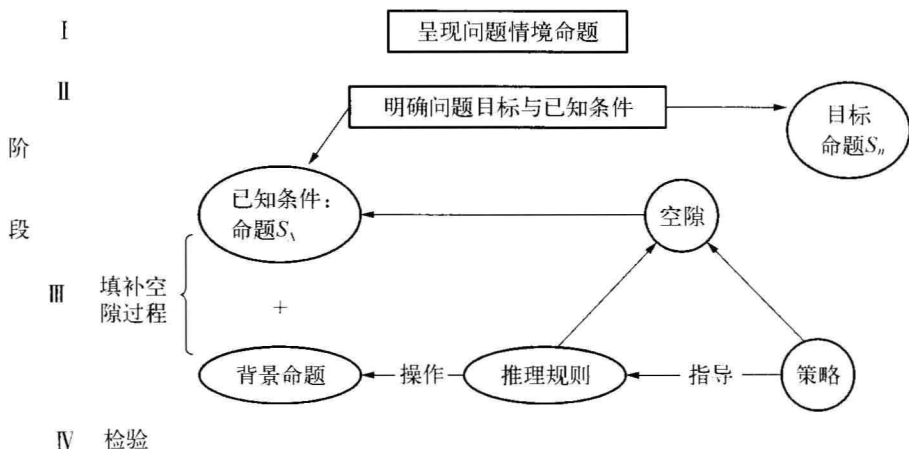 Ⅰ 呈现问题情境命题
Ⅱ 明确问题目标与已知条件
目标
命题Sn
阶
段
已知条件：
命题S
空隙
Ⅲ 填补空
隙过程
+
背景命题 操作 推理规则 指导 策略
Ⅳ 检验